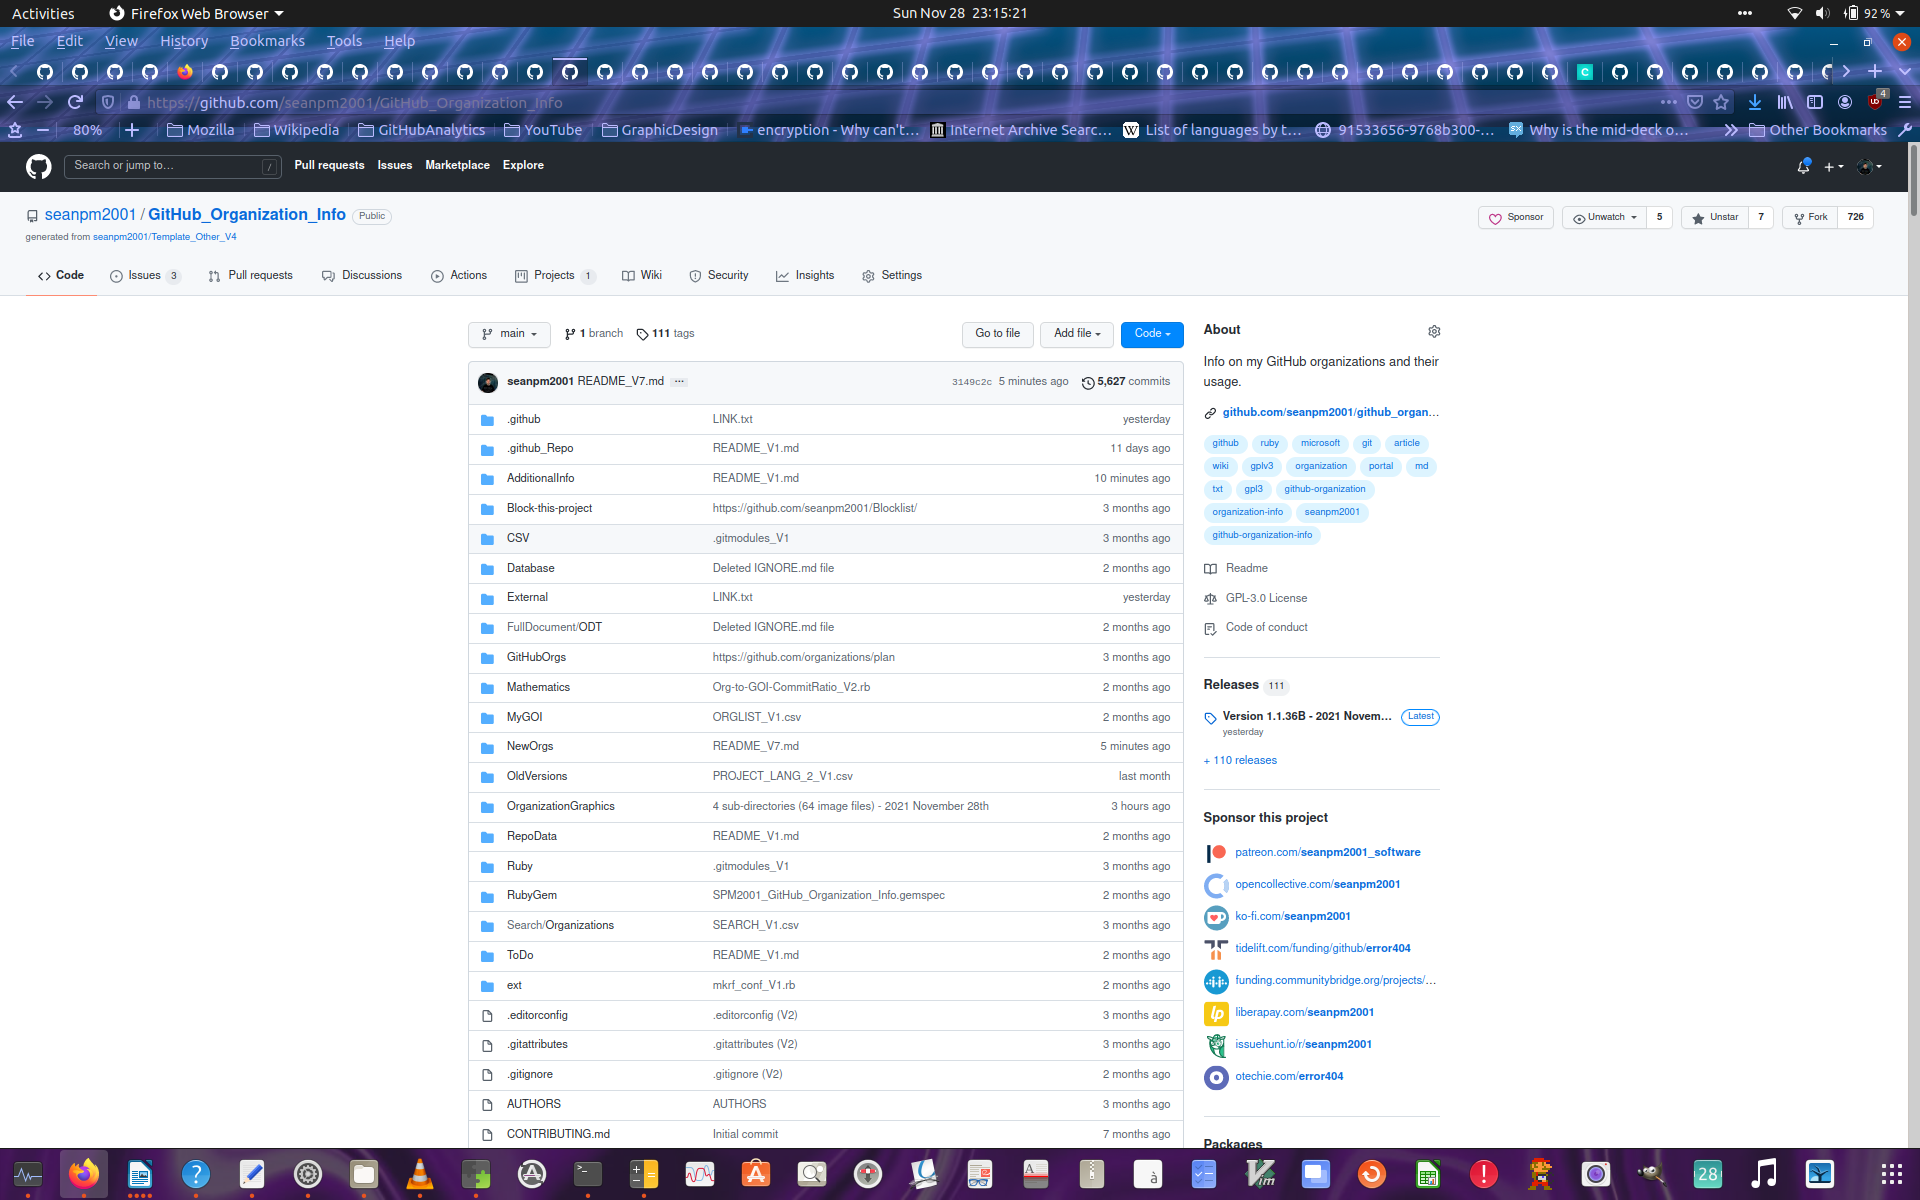 Activities
Firefox Web Browser
Sun Nov 28 23:15:21
92 %
File Edit View History Bookmarks Tools Help
https://github.com/seanpm2001/GitHub_Organization_Info
4
80%
Mozilla
Wikipedia
GitHubAnalytics
YouTube
GraphicDesign
encryption - Why can't…
Internet Archive Searc…
List of languages by t…
91533656-9768b300-…
Why is the mid-deck o…
Other Bookmarks
Search or jump to…
/
Pull requests Issues Marketplace Explore
seanpm2001 / GitHub_Organization_Info Public
generated from seanpm2001/Template_Other_V4
Sponsor
Unwatch 5
Unstar 7
Fork 726
Code
Issues 3
Pull requests
Discussions
Actions
Projects 1
Wiki
Security
Insights
Settings
main
1 branch
111 tags
Go to file
Add file
Code
seanpm2001 README_V7.md ... 3149c2c 5 minutes ago 5,627 commits
.github LINK.txt yesterday
.github_Repo README_V1.md 11 days ago
AdditionalInfo README_V1.md 10 minutes ago
Block-this-project https://github.com/seanpm2001/Blocklist/ 3 months ago
CSV .gitmodules_V1 3 months ago
Database Deleted IGNORE.md file 2 months ago
External LINK.txt yesterday
FullDocument/ODT Deleted IGNORE.md file 2 months ago
GitHubOrgs https://github.com/organizations/plan 3 months ago
Mathematics Org-to-GOI-CommitRatio_V2.rb 2 months ago
MyGOI ORGLIST_V1.csv 2 months ago
NewOrgs README_V7.md 5 minutes ago
OldVersions PROJECT_LANG_2_V1.csv last month
OrganizationGraphics 4 sub-directories (64 image files) - 2021 November 28th 3 hours ago
RepoData README_V1.md 2 months ago
Ruby .gitmodules_V1 3 months ago
RubyGem SPM2001_GitHub_Organization_Info.gemspec 2 months ago
Search/Organizations SEARCH_V1.csv 3 months ago
ToDo README_V1.md 2 months ago
ext mkrf_conf_V1.rb 2 months ago
.editorconfig .editorconfig (V2) 3 months ago
.gitattributes .gitattributes (V2) 3 months ago
.gitignore .gitignore (V2) 2 months ago
AUTHORS AUTHORS 3 months ago
CONTRIBUTING.md Initial commit 7 months ago
About
Info on my GitHub organizations and their
usage.
github.com/seanpm2001/github_organ…
github ruby microsoft git article
wiki gplv3 organization portal md
txt gpl3 github-organization
organization-info seanpm2001
github-organization-info
Readme
GPL-3.0 License
Code of conduct
Releases 111
Version 1.1.36B - 2021 Novem… Latest
yesterday
+ 110 releases
Sponsor this project
patreon.com/seanpm2001_software
opencollective.com/seanpm2001
ko-fi.com/seanpm2001
tidelift.com/funding/github/error404
funding.communitybridge.org/projects/…
liberapay.com/seanpm2001
issuehunt.io/r/seanpm2001
otechie.com/error404
Packages
28